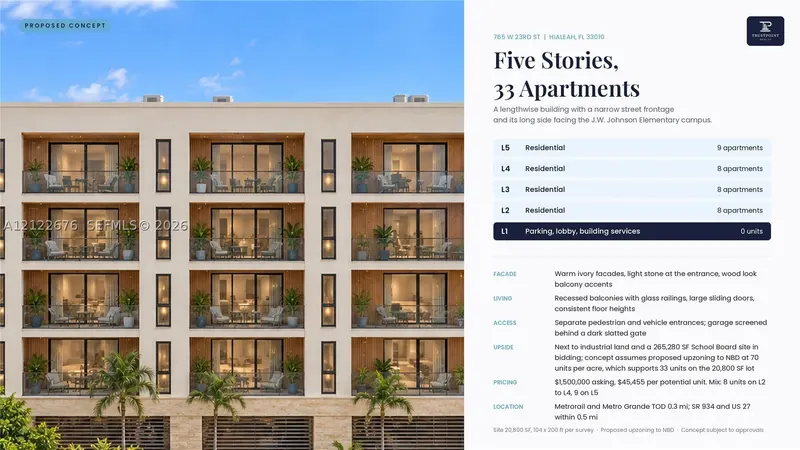 PROPOSED CONCEPT
A12122676 SEFMLS© 2026
TRUSTPOINT
REALTY
765 W 23RD ST | HIALEAH, FL 33010
Five Stories,
33 Apartments
A lengthwise building with a narrow street frontage
and its long side facing the J.W. Johnson Elementary campus.
L5 Residential 9 apartments
L4 Residential 8 apartments
L3 Residential 8 apartments
L2 Residential 8 apartments
L1 Parking, lobby, building services 0 units
FACADE Warm ivory facades, light stone at the entrance, wood look
balcony accents
LIVING Recessed balconies with glass railings, large sliding doors,
consistent floor heights
ACCESS Separate pedestrian and vehicle entrances; garage screened
behind a dark slatted gate
UPSIDE Next to industrial land and a 265,280 SF School Board site in
bidding; concept assumes proposed upzoning to NBD at 70
units per acre, which supports 33 units on the 20,800 SF lot
PRICING $1,500,000 asking, $45,455 per potential unit. Mix: 8 units on L2
to L4, 9 on L5
LOCATION Metrorail and Metro Grande TOD 0.3 mi; SR 934 and US 27
within 0.5 mi
Site 20,800 SF, 104 x 200 ft per survey · Proposed upzoning to NBD · Concept subject to approvals